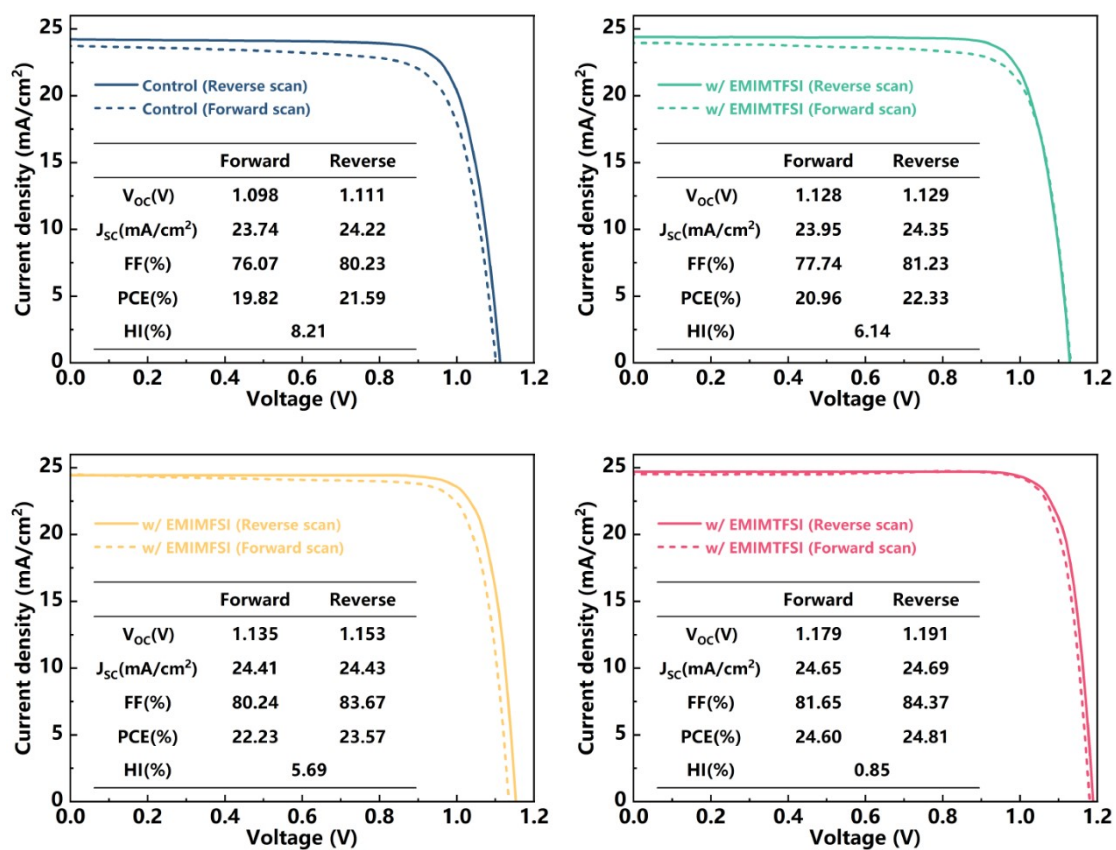 Current density (mA/cm²)
25
20
15
10
5
0
Control (Reverse scan)
Control (Forward scan)
Forward Reverse
V_OC(V) 1.098 1.111
J_SC(mA/cm²) 23.74 24.22
FF(%) 76.07 80.23
PCE(%) 19.82 21.59
HI(%) 8.21
0.0 0.2 0.4 0.6 0.8 1.0 1.2
Voltage (V)
Current density (mA/cm²)
25
20
15
10
5
0
w/ EMIMTFSI (Reverse scan)
w/ EMIMTFSI (Forward scan)
Forward Reverse
V_OC(V) 1.128 1.129
J_SC(mA/cm²) 23.95 24.35
FF(%) 77.74 81.23
PCE(%) 20.96 22.33
HI(%) 6.14
0.0 0.2 0.4 0.6 0.8 1.0 1.2
Voltage (V)
Current density (mA/cm²)
25
20
15
10
5
0
w/ EMIMFSI (Reverse scan)
w/ EMIMFSI (Forward scan)
Forward Reverse
V_OC(V) 1.135 1.153
J_SC(mA/cm²) 24.41 24.43
FF(%) 80.24 83.67
PCE(%) 22.23 23.57
HI(%) 5.69
0.0 0.2 0.4 0.6 0.8 1.0 1.2
Voltage (V)
Current density (mA/cm²)
25
20
15
10
5
0
w/ EMIMTFSI (Reverse scan)
w/ EMIMTFSI (Forward scan)
Forward Reverse
V_OC(V) 1.179 1.191
J_SC(mA/cm²) 24.65 24.69
FF(%) 81.65 84.37
PCE(%) 24.60 24.81
HI(%) 0.85
0.0 0.2 0.4 0.6 0.8 1.0 1.2
Voltage (V)